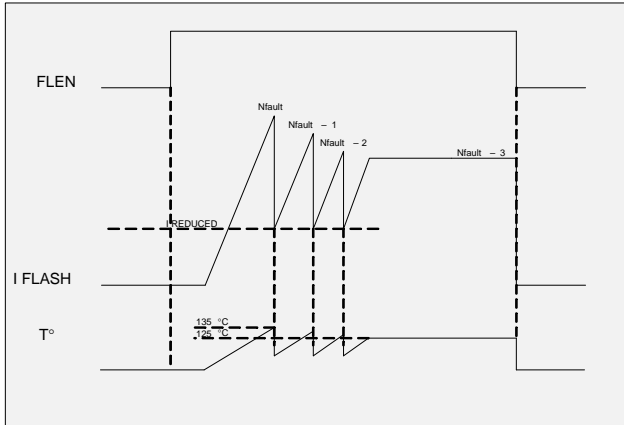 FLEN
Nfault
Nfault – 1
Nfault – 2
Nfault – 3
I REDUCED
I FLASH
135 °C
125 °C
T°